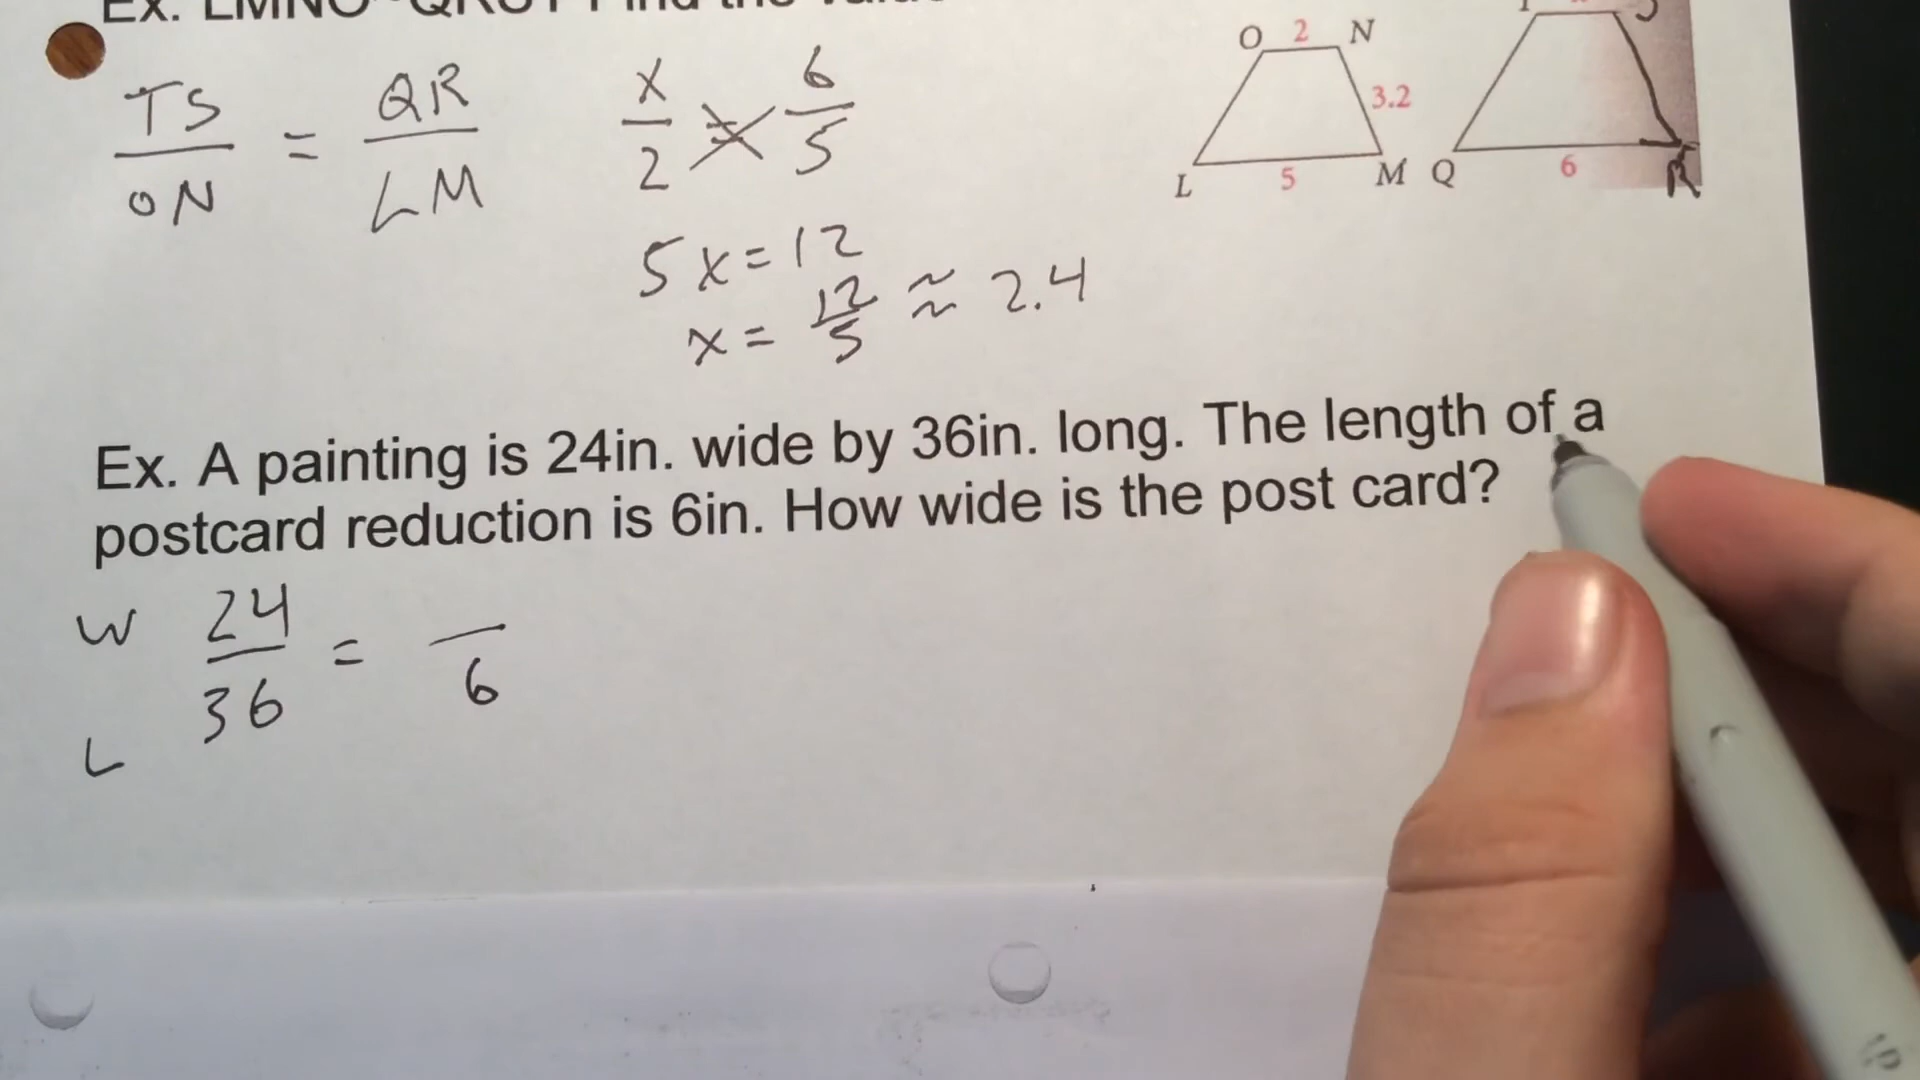 TS = QR
ON LM
x 6
2 = 5
5x = 12
x = 12/5 ≈ 2.4
O 2 N
3.2
L 5 M
Q 6 R
Ex. A painting is 24in. wide by 36in. long. The length of a
postcard reduction is 6in. How wide is the post card?
W 24 =
L 36 6